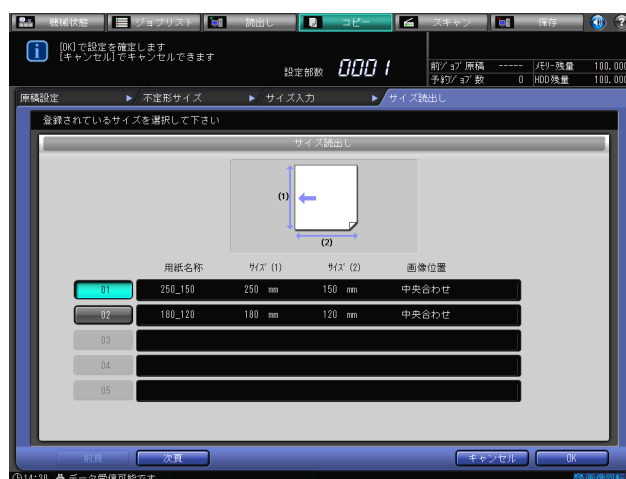 機械状態 ジョブリスト 読出し コピー スキャン 保存 ?
[OK]で設定を確定します
[キャンセル]でキャンセルできます
設定部数 0001
前ジョブ原稿 ----- メモリー残量 100.000
予約ジョブ数 0 HDD残量 100.000
原稿設定 不定形サイズ サイズ入力 サイズ読出し
登録されているサイズを選択して下さい
サイズ読出し
(1)
(2)
用紙名称 サイズ(1) サイズ(2) 画像位置
01 250_150 250 mm 150 mm 中央合わせ
02 180_120 180 mm 120 mm 中央合わせ
03
04
05
前頁 次頁 キャンセル OK
14:20 データ受信可能です 画像回転